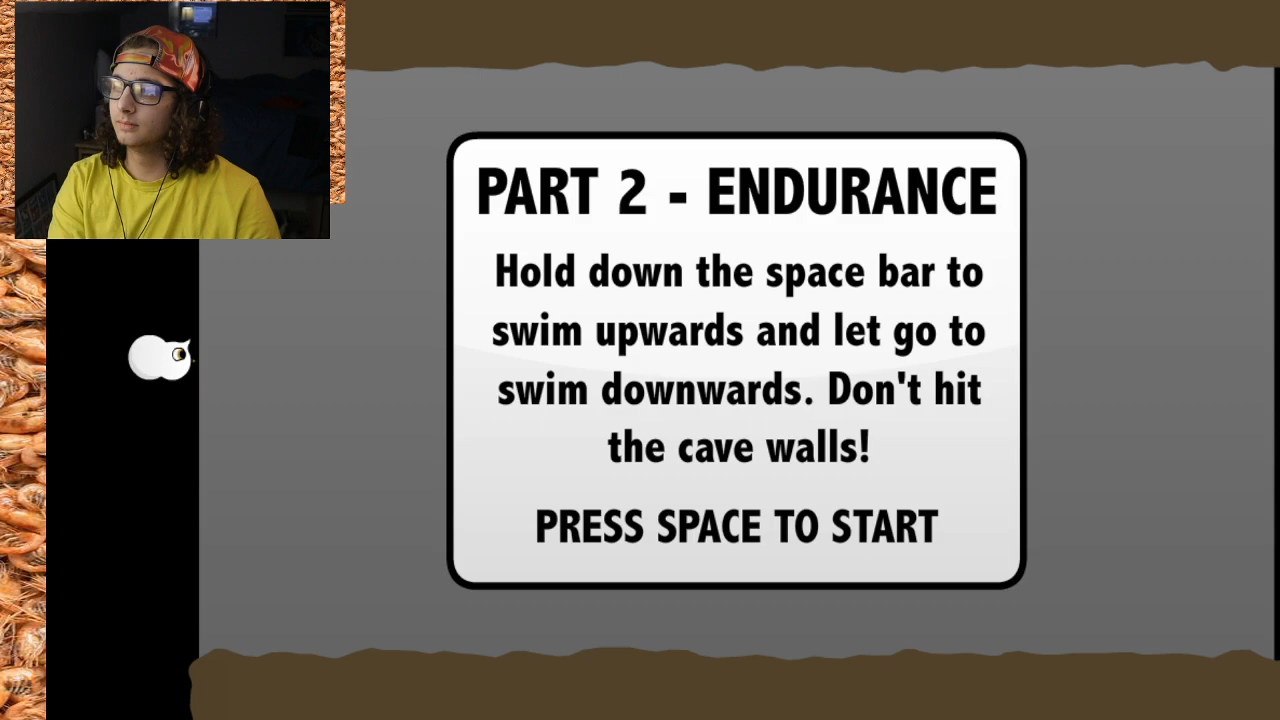 PART 2 - ENDURANCE
Hold down the space bar to
swim upwards and let go to
swim downwards. Don't hit
the cave walls!
PRESS SPACE TO START